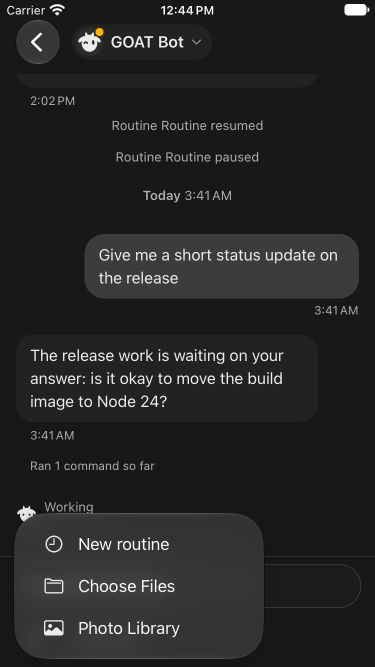 Carrier 12:44 PM
GOAT Bot
2:02 PM
Routine Routine resumed
Routine Routine paused
Today 3:41 AM
Give me a short status update on
the release
3:41 AM
The release work is waiting on your
answer: is it okay to move the build
image to Node 24?
3:41 AM
Ran 1 command so far
Working
New routine
Choose Files
Photo Library